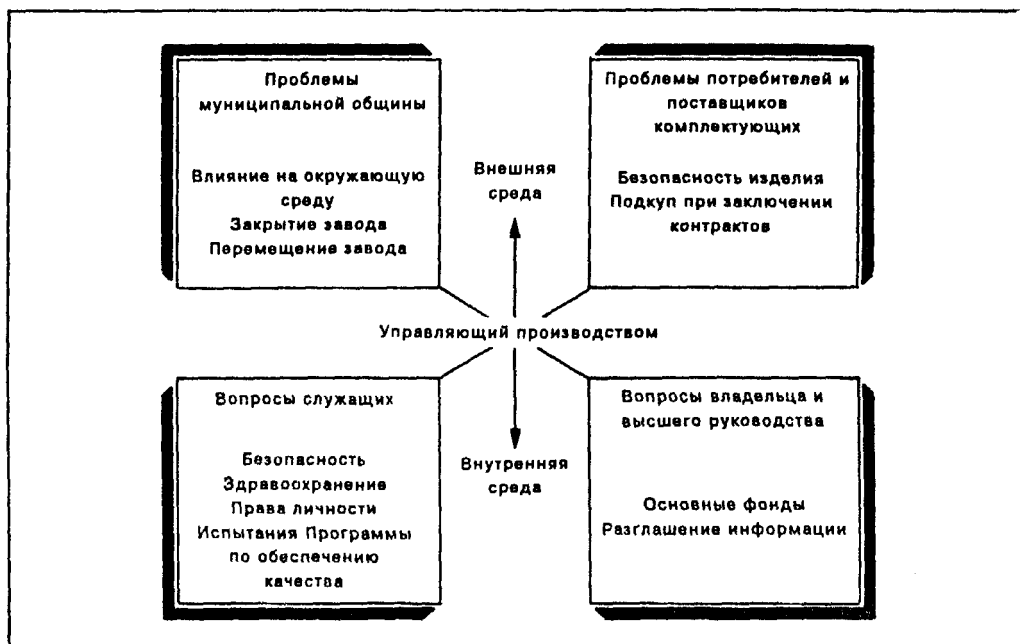 Проблемы
муниципальной общины
Влияние на окружающую
среду
Закрытие завода
Перемещение завода
Внешняя
среда
Проблемы потребителей и
поставщиков
комплектующих
Безопасность изделия
Подкуп при заключении
контрактов
Управляющий производством
Вопросы служащих
Безопасность
Здравоохранение
Права личности
Испытания Программы
по обеспечению
качества
Внутренняя
среда
Вопросы владельца и
высшего руководства
Основные фонды
Разглашение информации